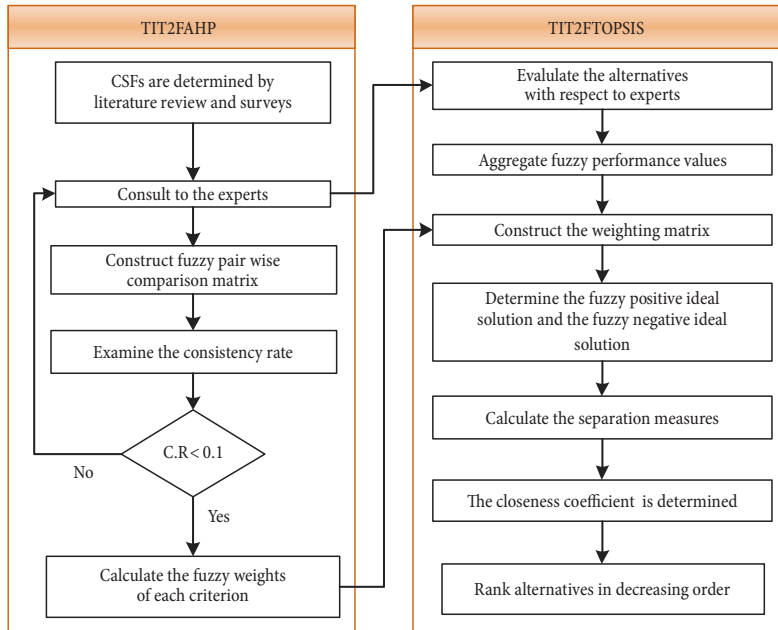 TIT2FAHP
CSFs are determined by
literature review and surveys
Consult to the experts
Construct fuzzy pair wise
comparison matrix
Examine the consistency rate
C.R < 0.1
No
Yes
Calculate the fuzzy weights
of each criterion
TIT2FTOPSIS
Evalulate the alternatives
with respect to experts
Aggregate fuzzy performance values
Construct the weighting matrix
Determine the fuzzy positive ideal
solution and the fuzzy negative ideal
solution
Calculate the separation measures
The closeness coefficient is determined
Rank alternatives in decreasing order